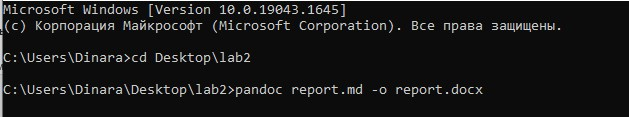 Microsoft Windows [Version 10.0.19043.1645]
(c) Корпорация Майкрософт (Microsoft Corporation). Все права защищены.
C:\Users\Dinara>cd Desktop\lab2
C:\Users\Dinara\Desktop\lab2>pandoc report.md -o report.docx